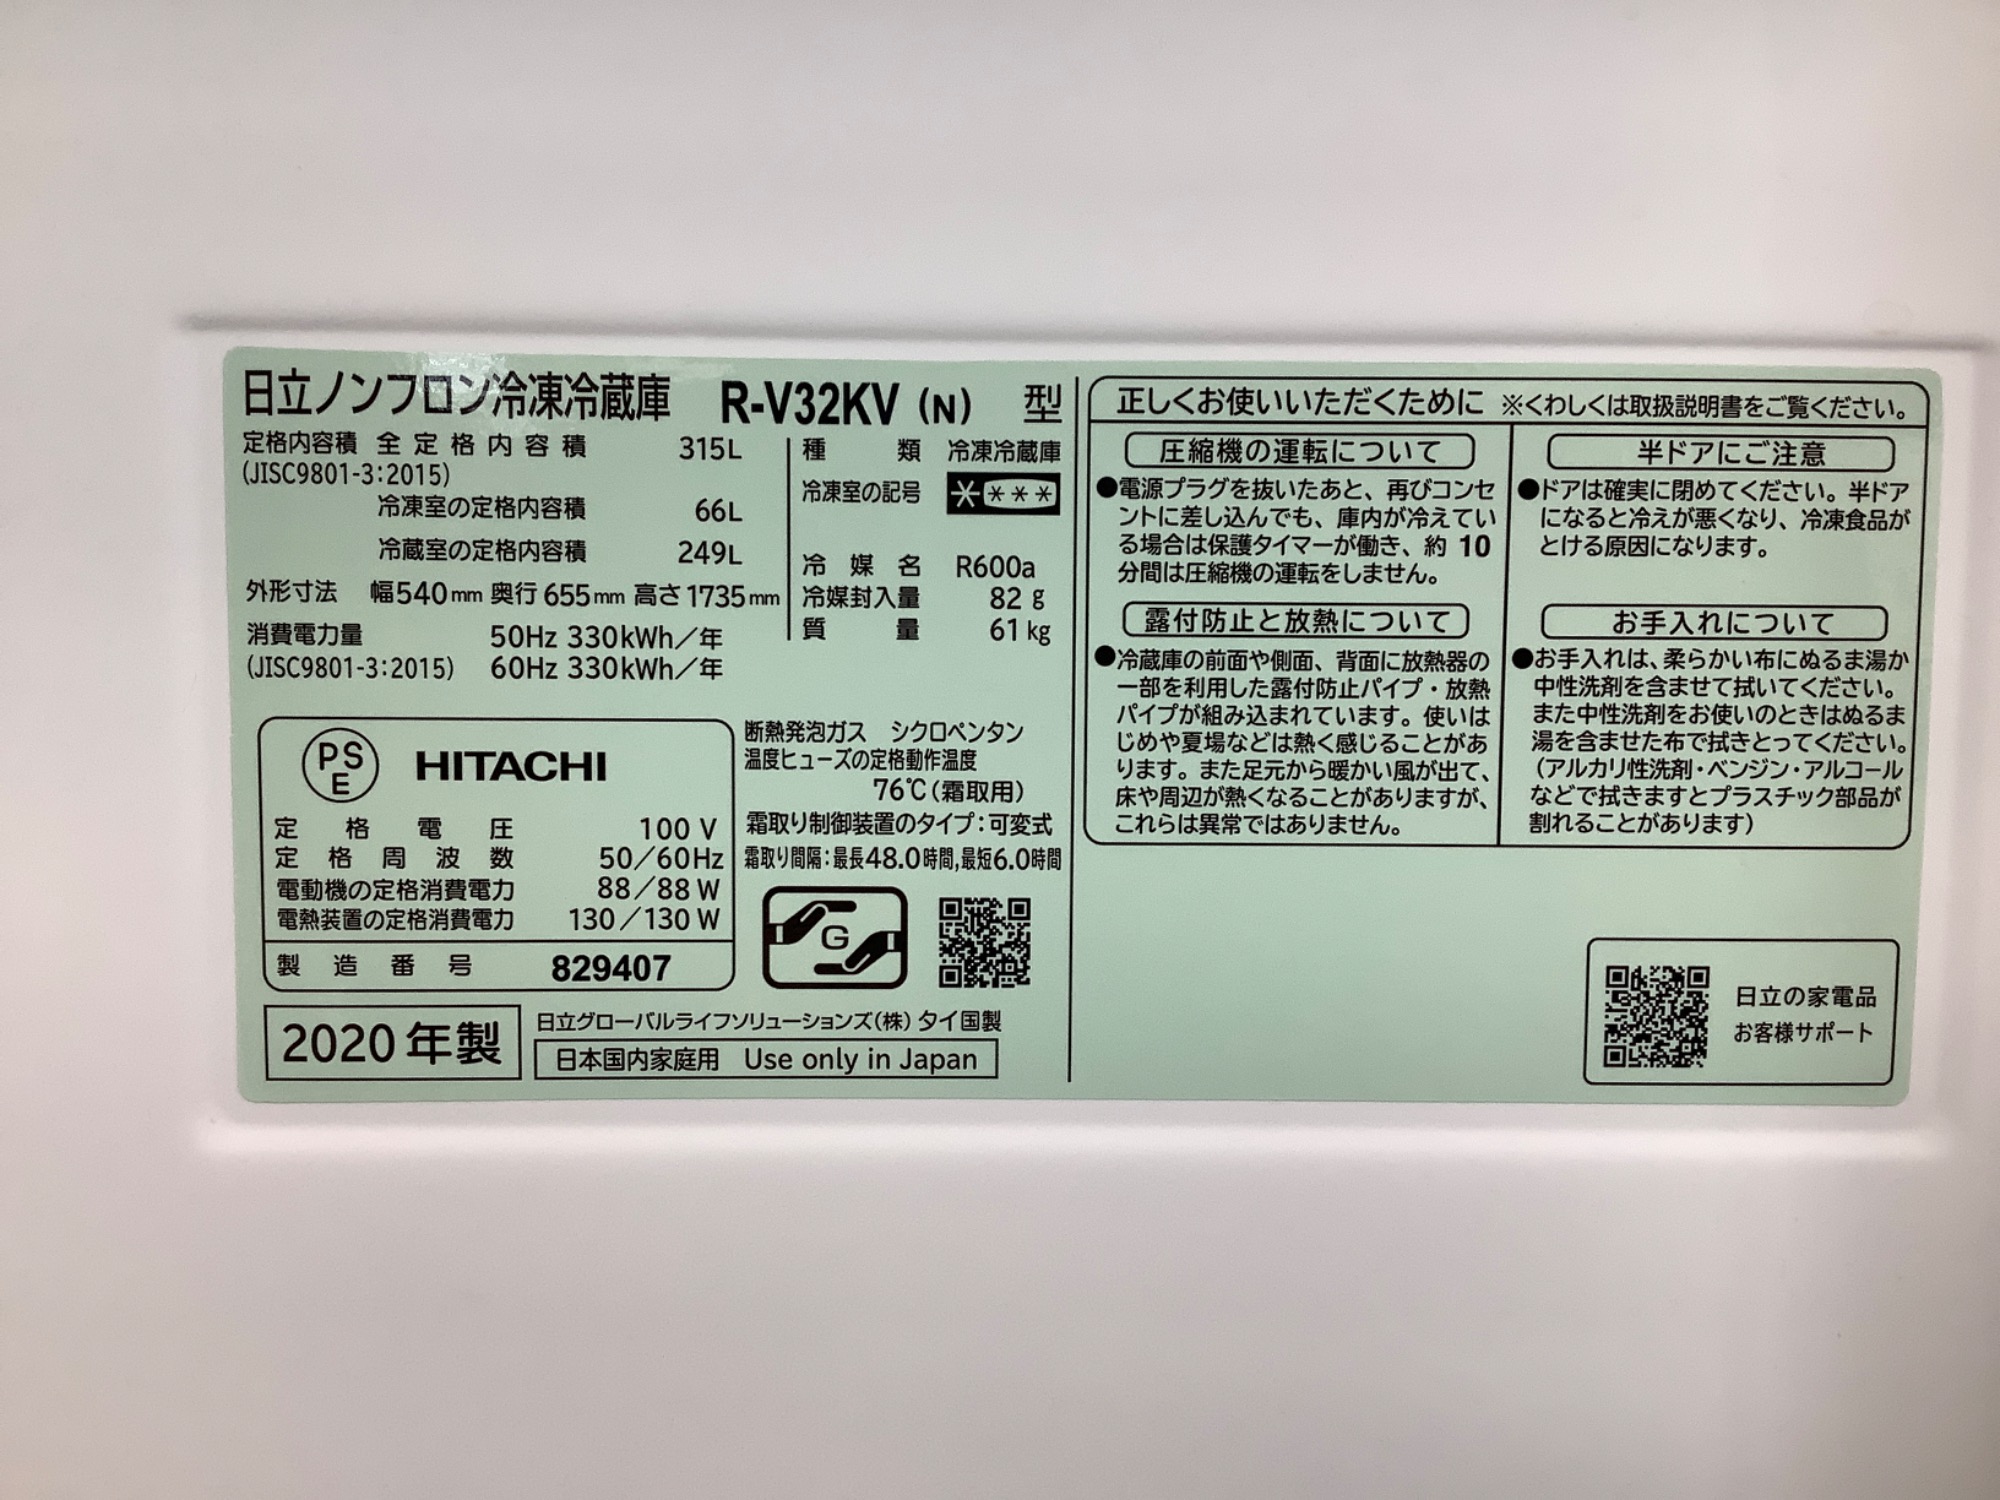 日立ノンフロン冷凍冷蔵庫 R-V32KV (N) 型
定格内容積 全定格内容積 315L
(JISC9801-3:2015)
冷凍室の定格内容積 66L
冷蔵室の定格内容積 249L
外形寸法 幅540mm 奥行655mm 高さ1735mm
消費電力量 50Hz 330kWh/年
(JISC9801-3:2015) 60Hz 330kWh/年
種類 冷凍冷蔵庫
冷凍室の記号 ＊＊＊＊
冷媒名 R600a
冷媒封入量 82g
質量 61kg
PSE HITACHI
定格電圧 100V
定格周波数 50/60Hz
電動機の定格消費電力 88/88W
電熱装置の定格消費電力 130/130W
製造番号 829407
断熱発泡ガス シクロペンタン
温度ヒューズの定格動作温度
76℃(霜取用)
霜取り制御装置のタイプ:可変式
霜取り間隔:最長48.0時間,最短6.0時間
G
2020年製
日立グローバルライフソリューションズ(株) タイ国製
日本国内家庭用 Use only in Japan
正しくお使いいただくために ※くわしくは取扱説明書をご覧ください。
圧縮機の運転について
●電源プラグを抜いたあと、再びコンセ
ントに差し込んでも、庫内が冷えてい
る場合は保護タイマーが働き、約10
分間は圧縮機の運転をしません。
露付防止と放熱について
●冷蔵庫の前面や側面、背面に放熱器の
一部を利用した露付防止パイプ・放熱
パイプが組み込まれています。使いは
じめや夏場などは熱く感じることがあ
ります。また足元から暖かい風が出て、
床や周辺が熱くなることがありますが、
これらは異常ではありません。
半ドアにご注意
●ドアは確実に閉めてください。半ドア
になると冷えが悪くなり、冷凍食品が
とける原因になります。
お手入れについて
●お手入れは、柔らかい布にぬるま湯か
中性洗剤を含ませて拭いてください。
また中性洗剤をお使いのときはぬるま
湯を含ませた布で拭きとってください。
(アルカリ性洗剤・ベンジン・アルコール
などで拭きますとプラスチック部品が
割れることがあります)
日立の家電品
お客様サポート